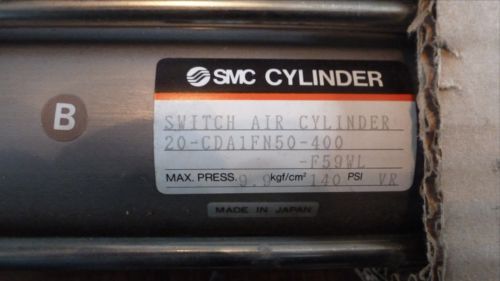 SMC CYLINDER
B
SWITCH AIR CYLINDER
20-CDA1FN50-400
-F59WL
MAX. PRESS. 9.9 kgf/cm² 140 PSI VR
MADE IN JAPAN